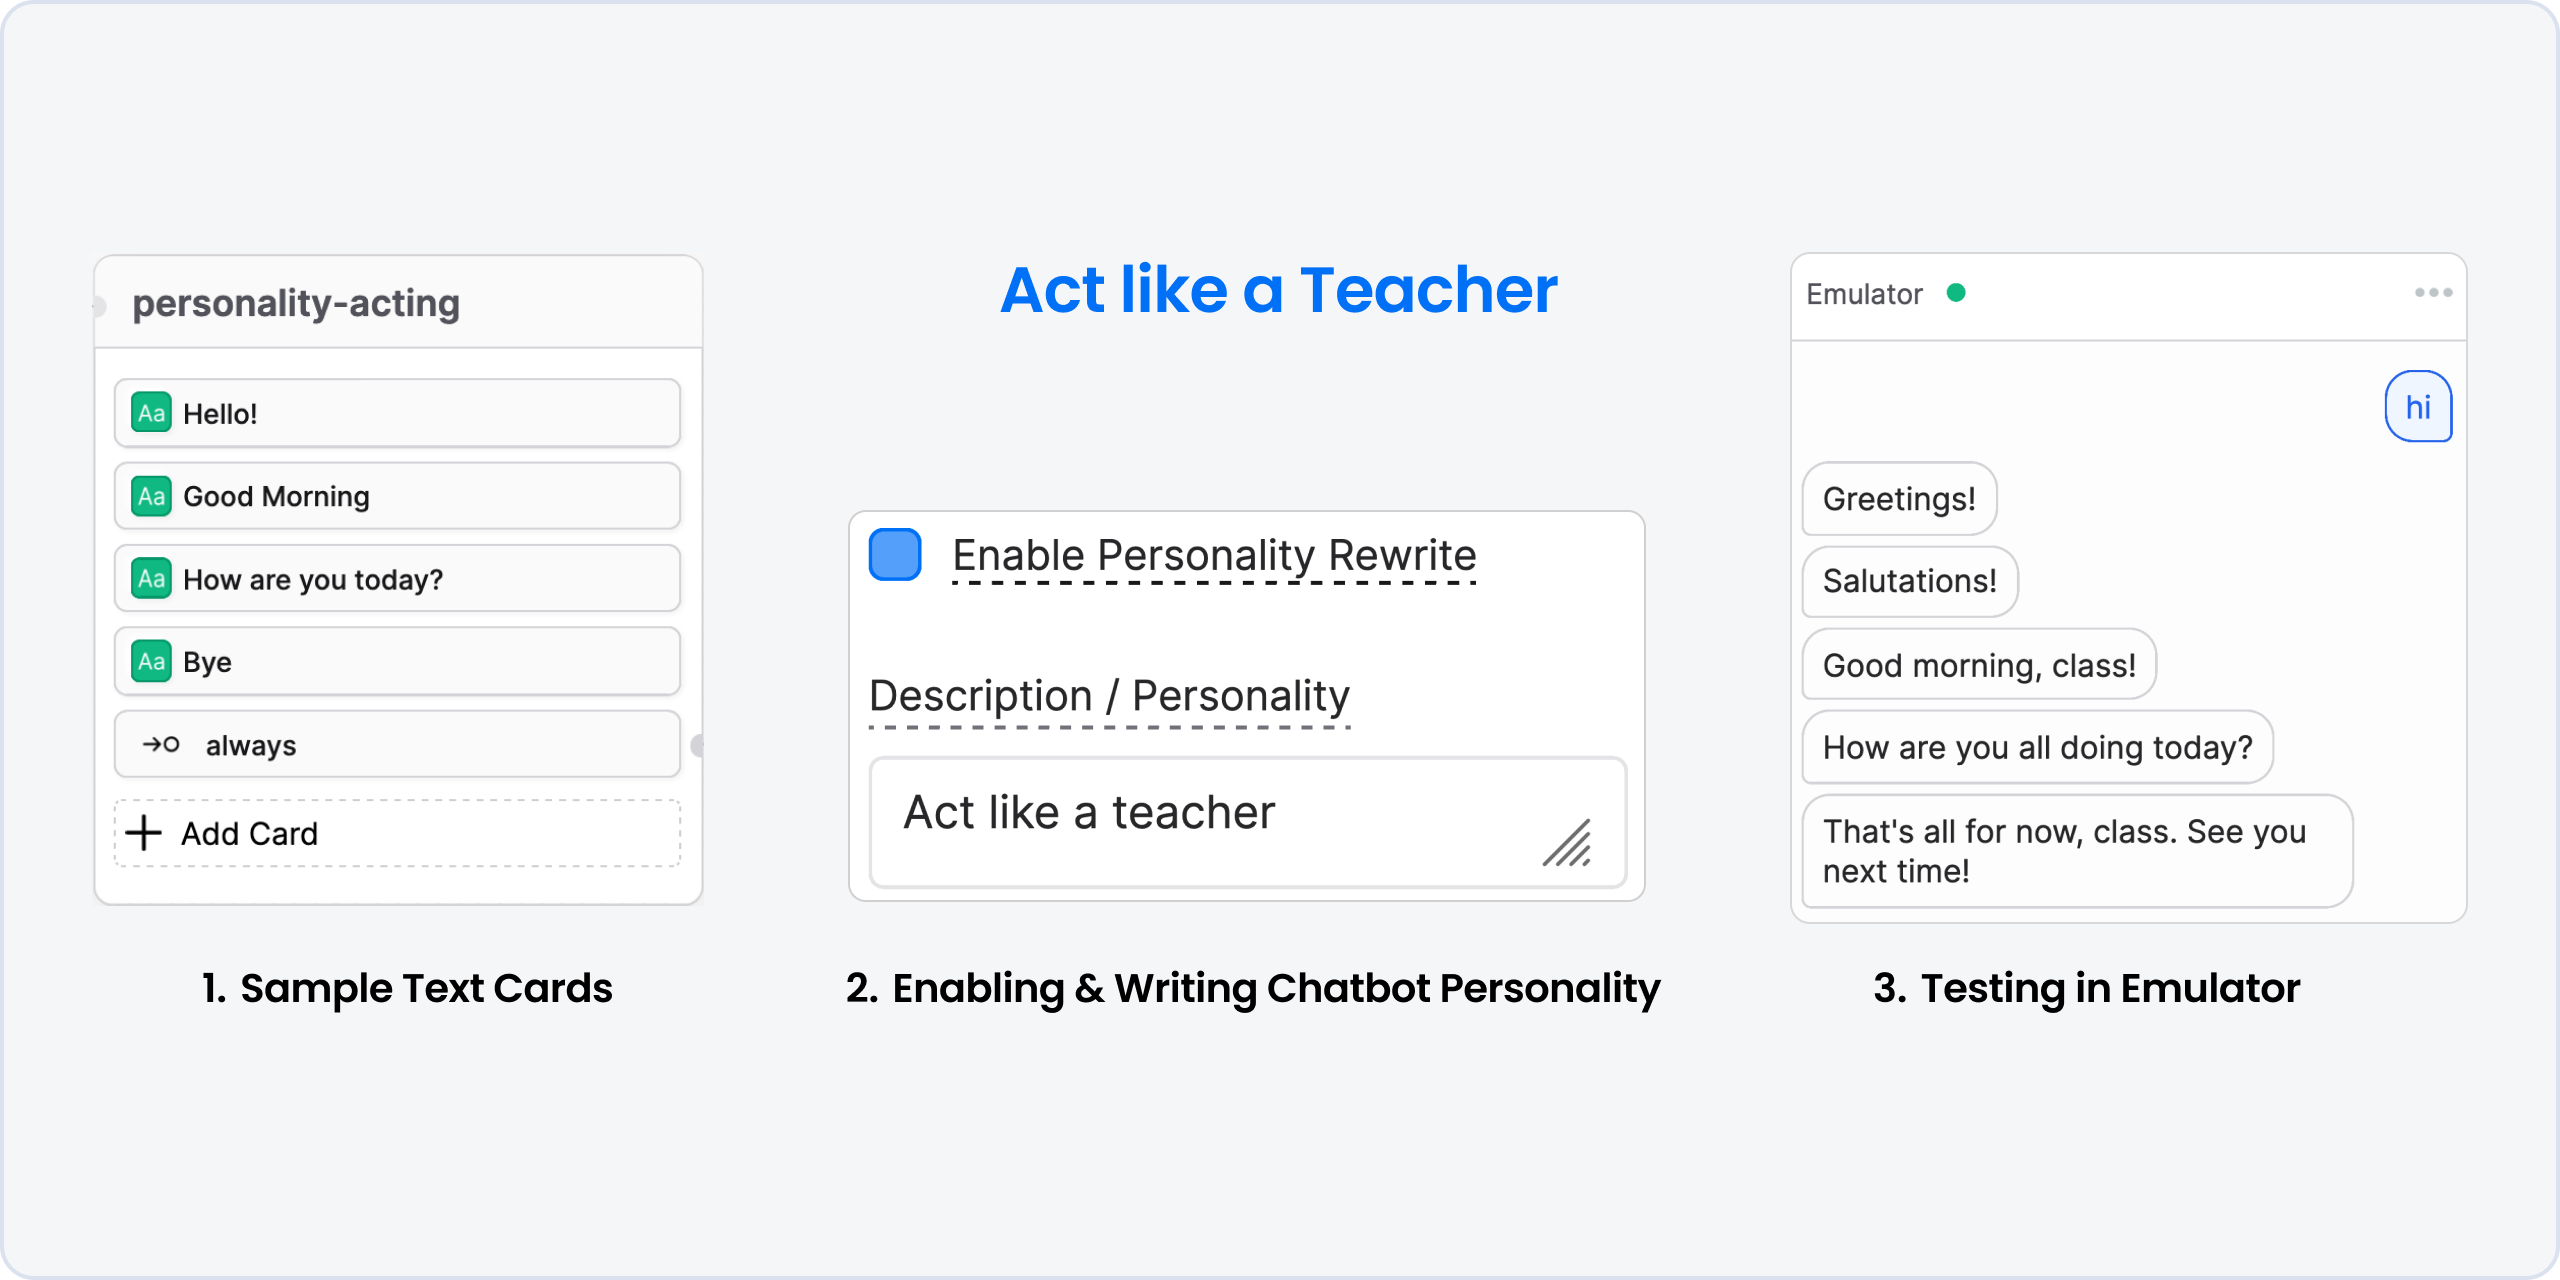 Act like a Teacher
personality-acting
Aa Hello!
Aa Good Morning
Aa How are you today?
Aa Bye
always
Add Card
1. Sample Text Cards
Enable Personality Rewrite
Description / Personality
Act like a teacher
2. Enabling & Writing Chatbot Personality
Emulator
hi
Greetings!
Salutations!
Good morning, class!
How are you all doing today?
That's all for now, class. See you
next time!
3. Testing in Emulator